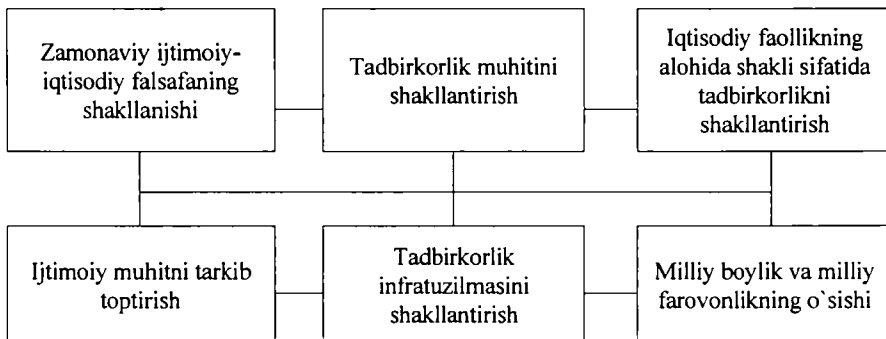 Zamonaviy ijtimoiy-
iqtisodiy falsafaning
shakllanishi
Tadbirkorlik muhitini
shakllantirish
Iqtisodiy faollikning
alohida shakli sifatida
tadbirkorlikni
shakllantirish
Ijtimoiy muhitni tarkib
toptirish
Tadbirkorlik
infratuzilmasini
shakllantirish
Milliy boylik va milliy
farovonlikning o`sishi